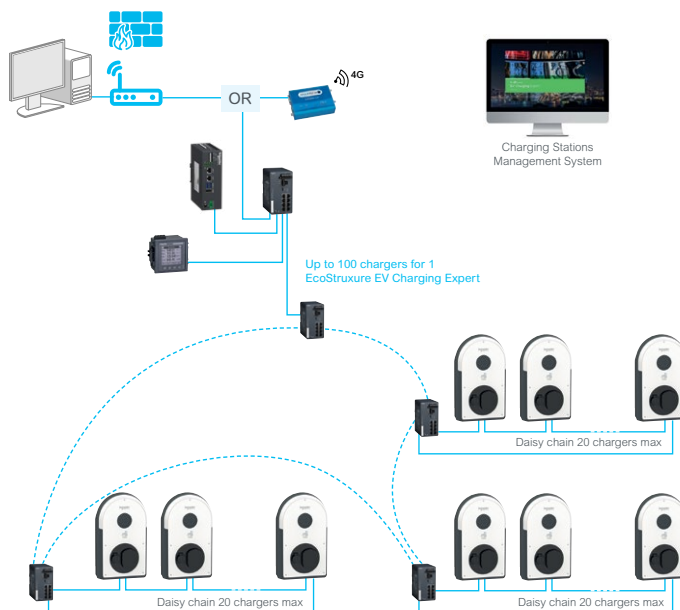 4G
OR
Charging Stations
Management System
Up to 100 chargers for 1
EcoStruxure EV Charging Expert
Daisy chain 20 chargers max
Daisy chain 20 chargers max
Daisy chain 20 chargers max